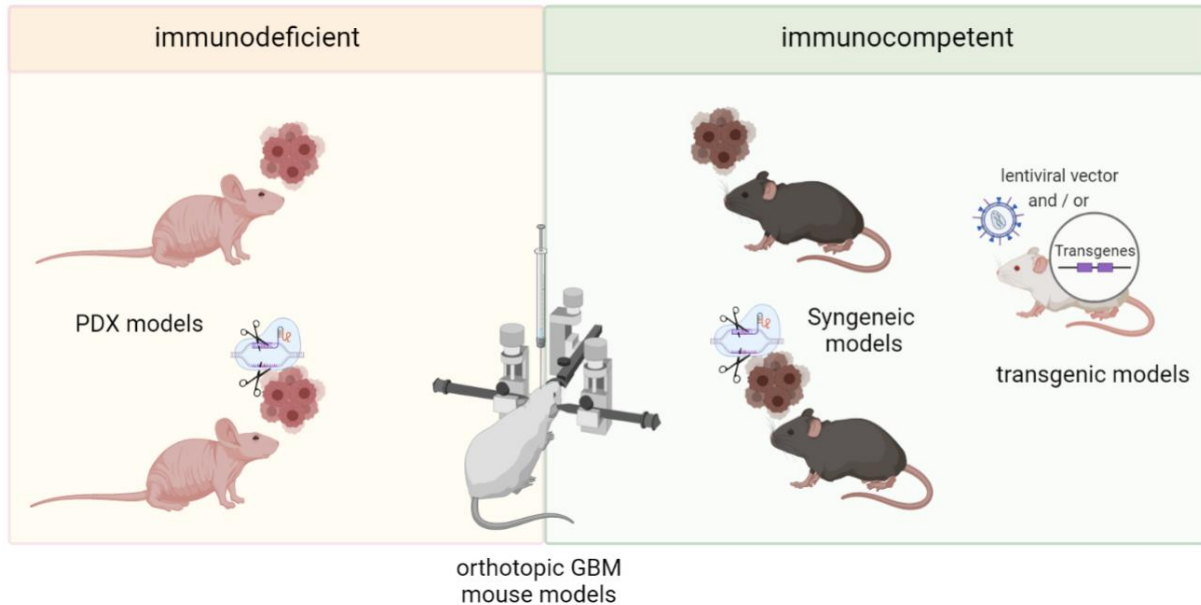 immunodeficient
immunocompetent
PDX models
Syngeneic
models
lentiviral vector
and / or
Transgenes
transgenic models
orthotopic GBM
mouse models